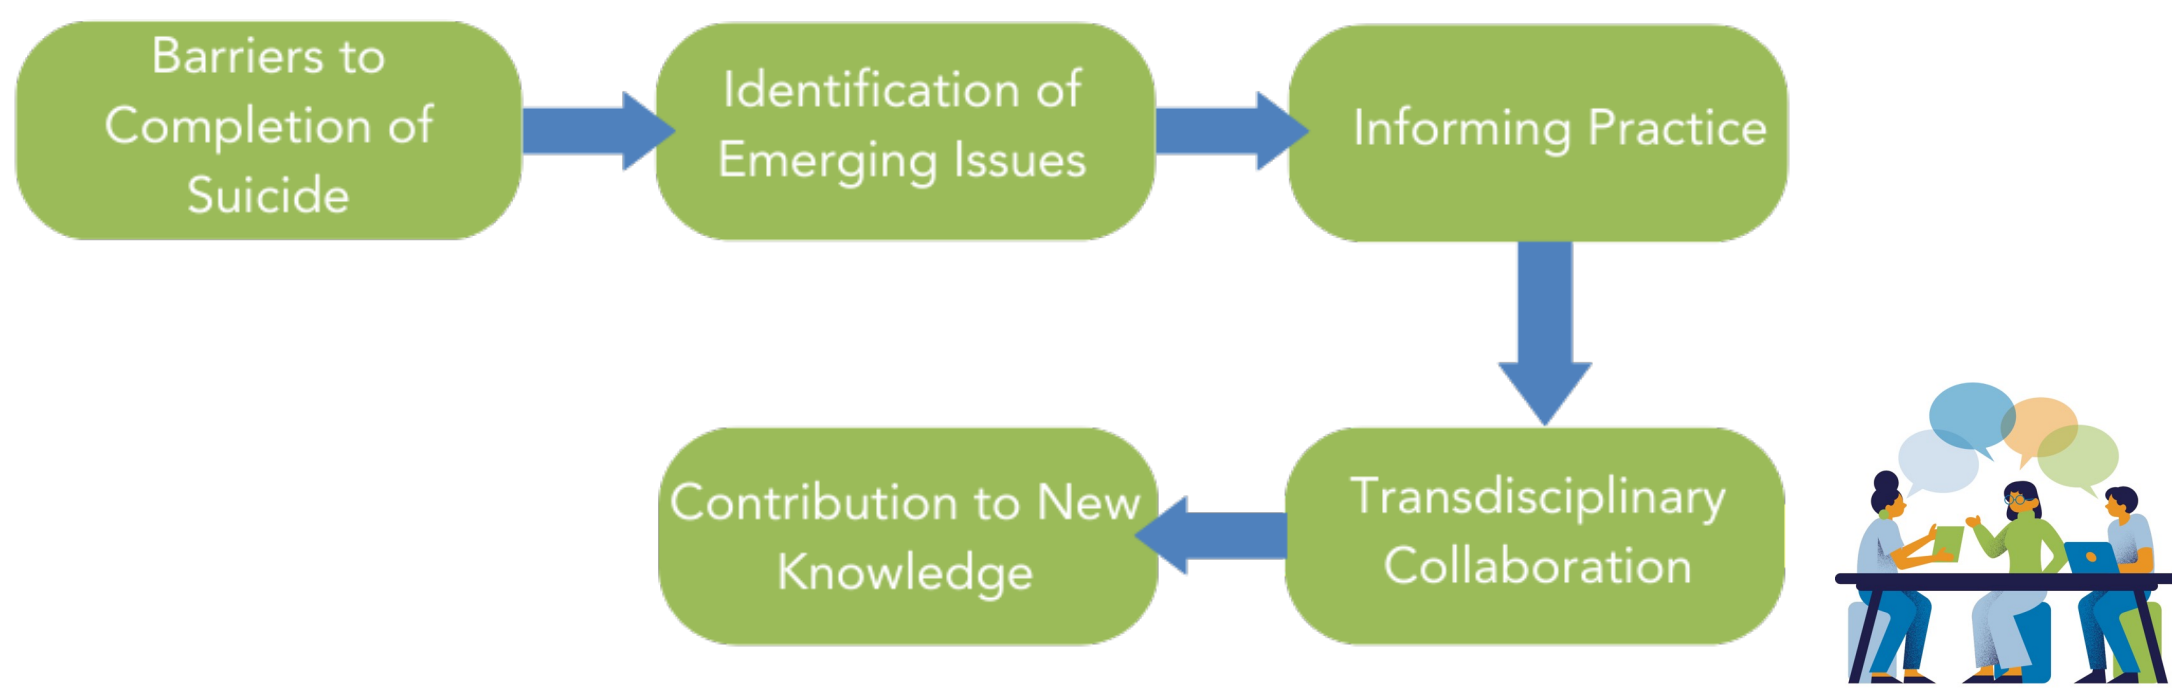 Barriers to
Completion of
Suicide
Identification of
Emerging Issues
Informing Practice
Transdisciplinary
Collaboration
Contribution to New
Knowledge